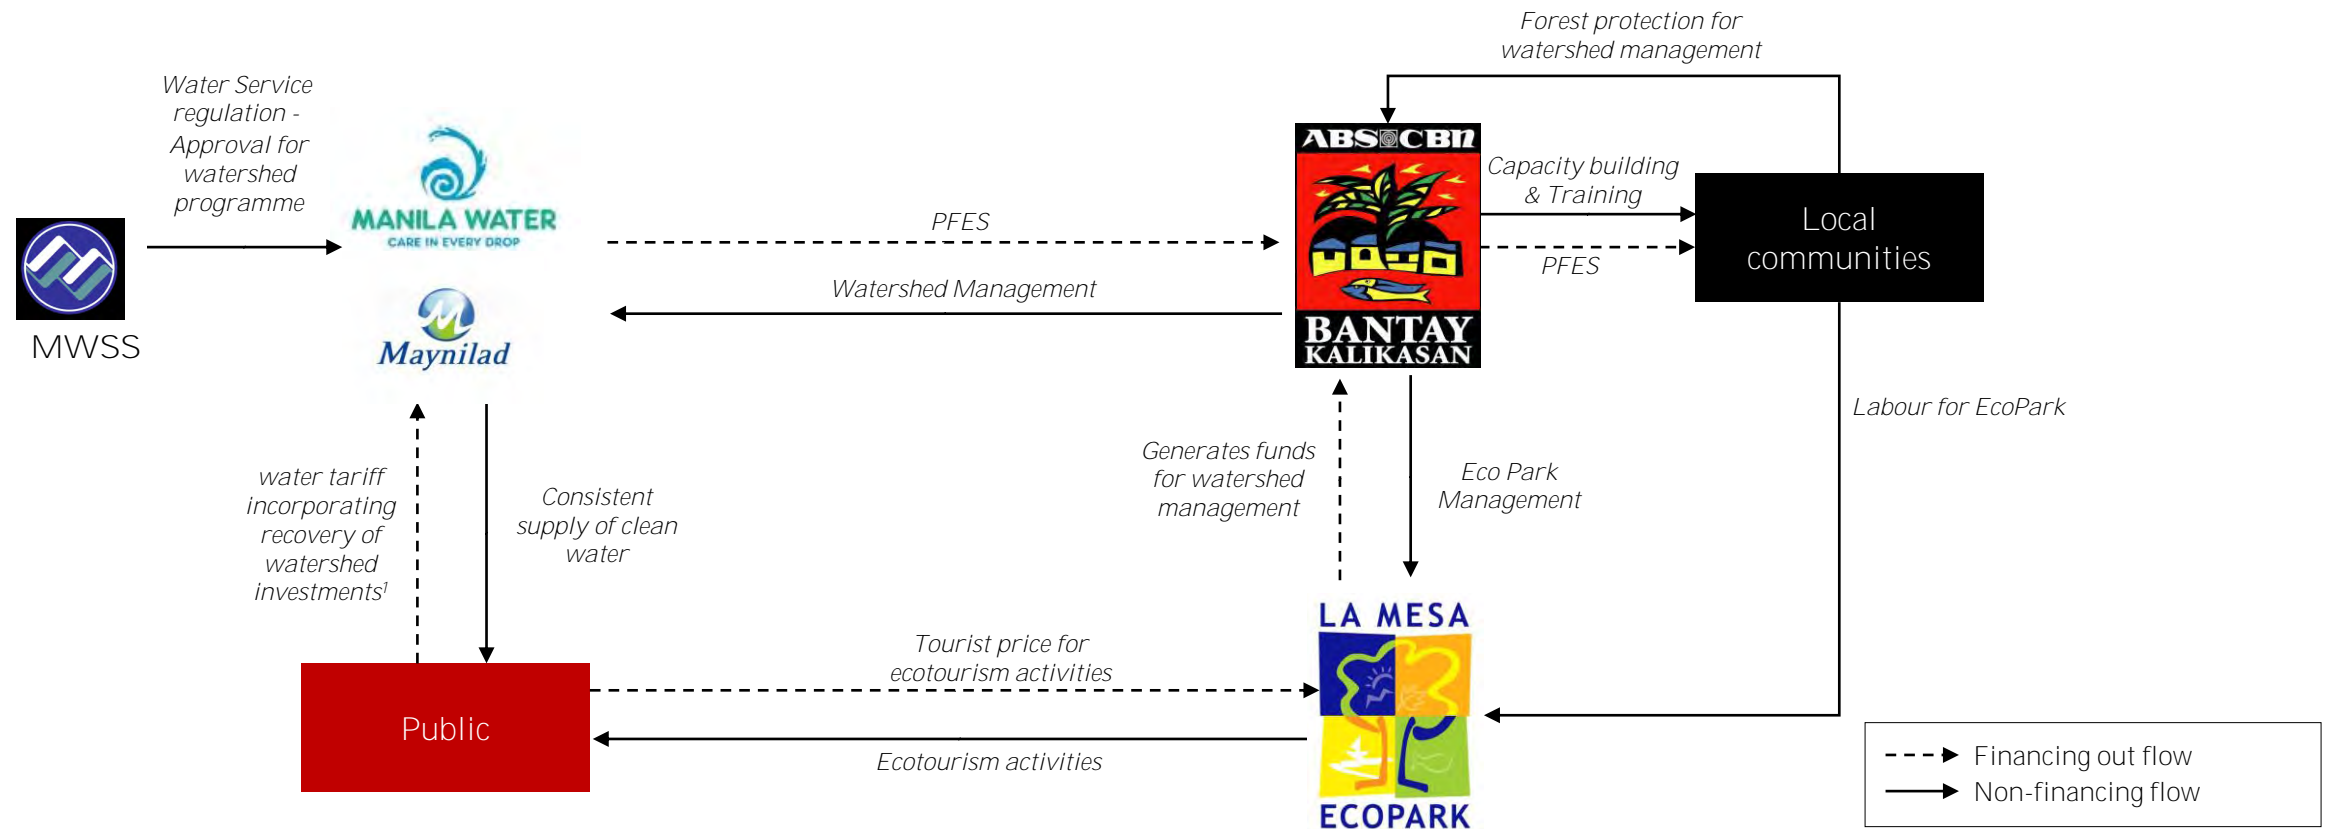 Forest protection for
watershed management
Water Service
regulation -
Approval for
watershed
programme
MANILA WATER
CARE IN EVERY DROP
Maynilad
MWSS
PFES
Watershed Management
ABS CBN
BANTAY
KALIKASAN
Capacity building
& Training
PFES
Local
communities
Labour for EcoPark
water tariff
incorporating
recovery of
watershed
investments¹
Consistent
supply of clean
water
Generates funds
for watershed
management
Eco Park
Management
Tourist price for
ecotourism activities
Public
Ecotourism activities
LA MESA
ECOPARK
Financing out flow
Non-financing flow